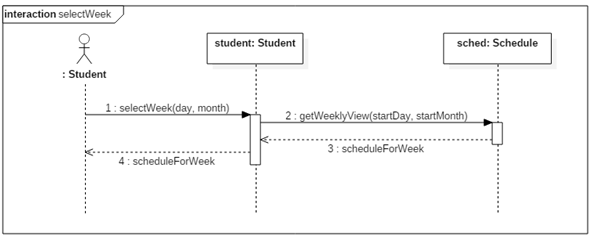 interaction selectWeek
student: Student
sched: Schedule
: Student
1 : selectWeek(day, month)
2 : getWeeklyView(startDay, startMonth)
3 : scheduleForWeek
4 : scheduleForWeek